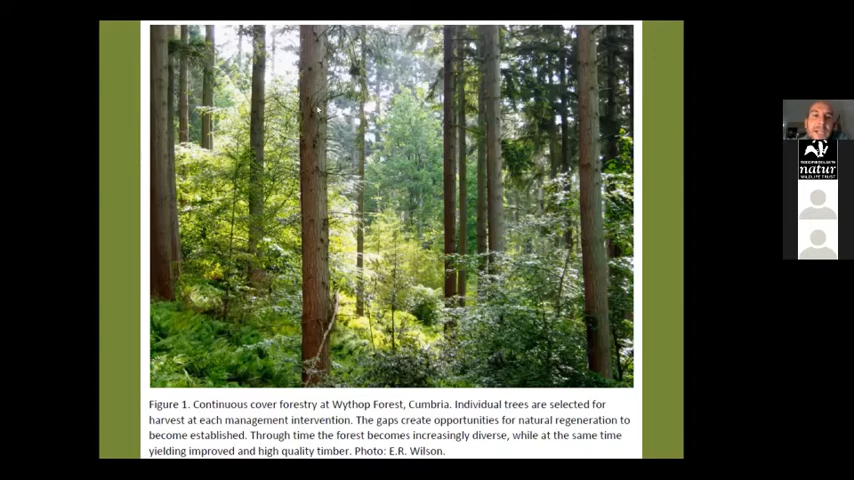 Figure 1. Continuous cover forestry at Wythop Forest, Cumbria. Individual trees are selected for
harvest at each management intervention. The gaps create opportunities for natural regeneration to
become established. Through time the forest becomes increasingly diverse, while at the same time
yielding improved and high quality timber. Photo: E.R. Wilson.
natur
WILDLIFE TRUST